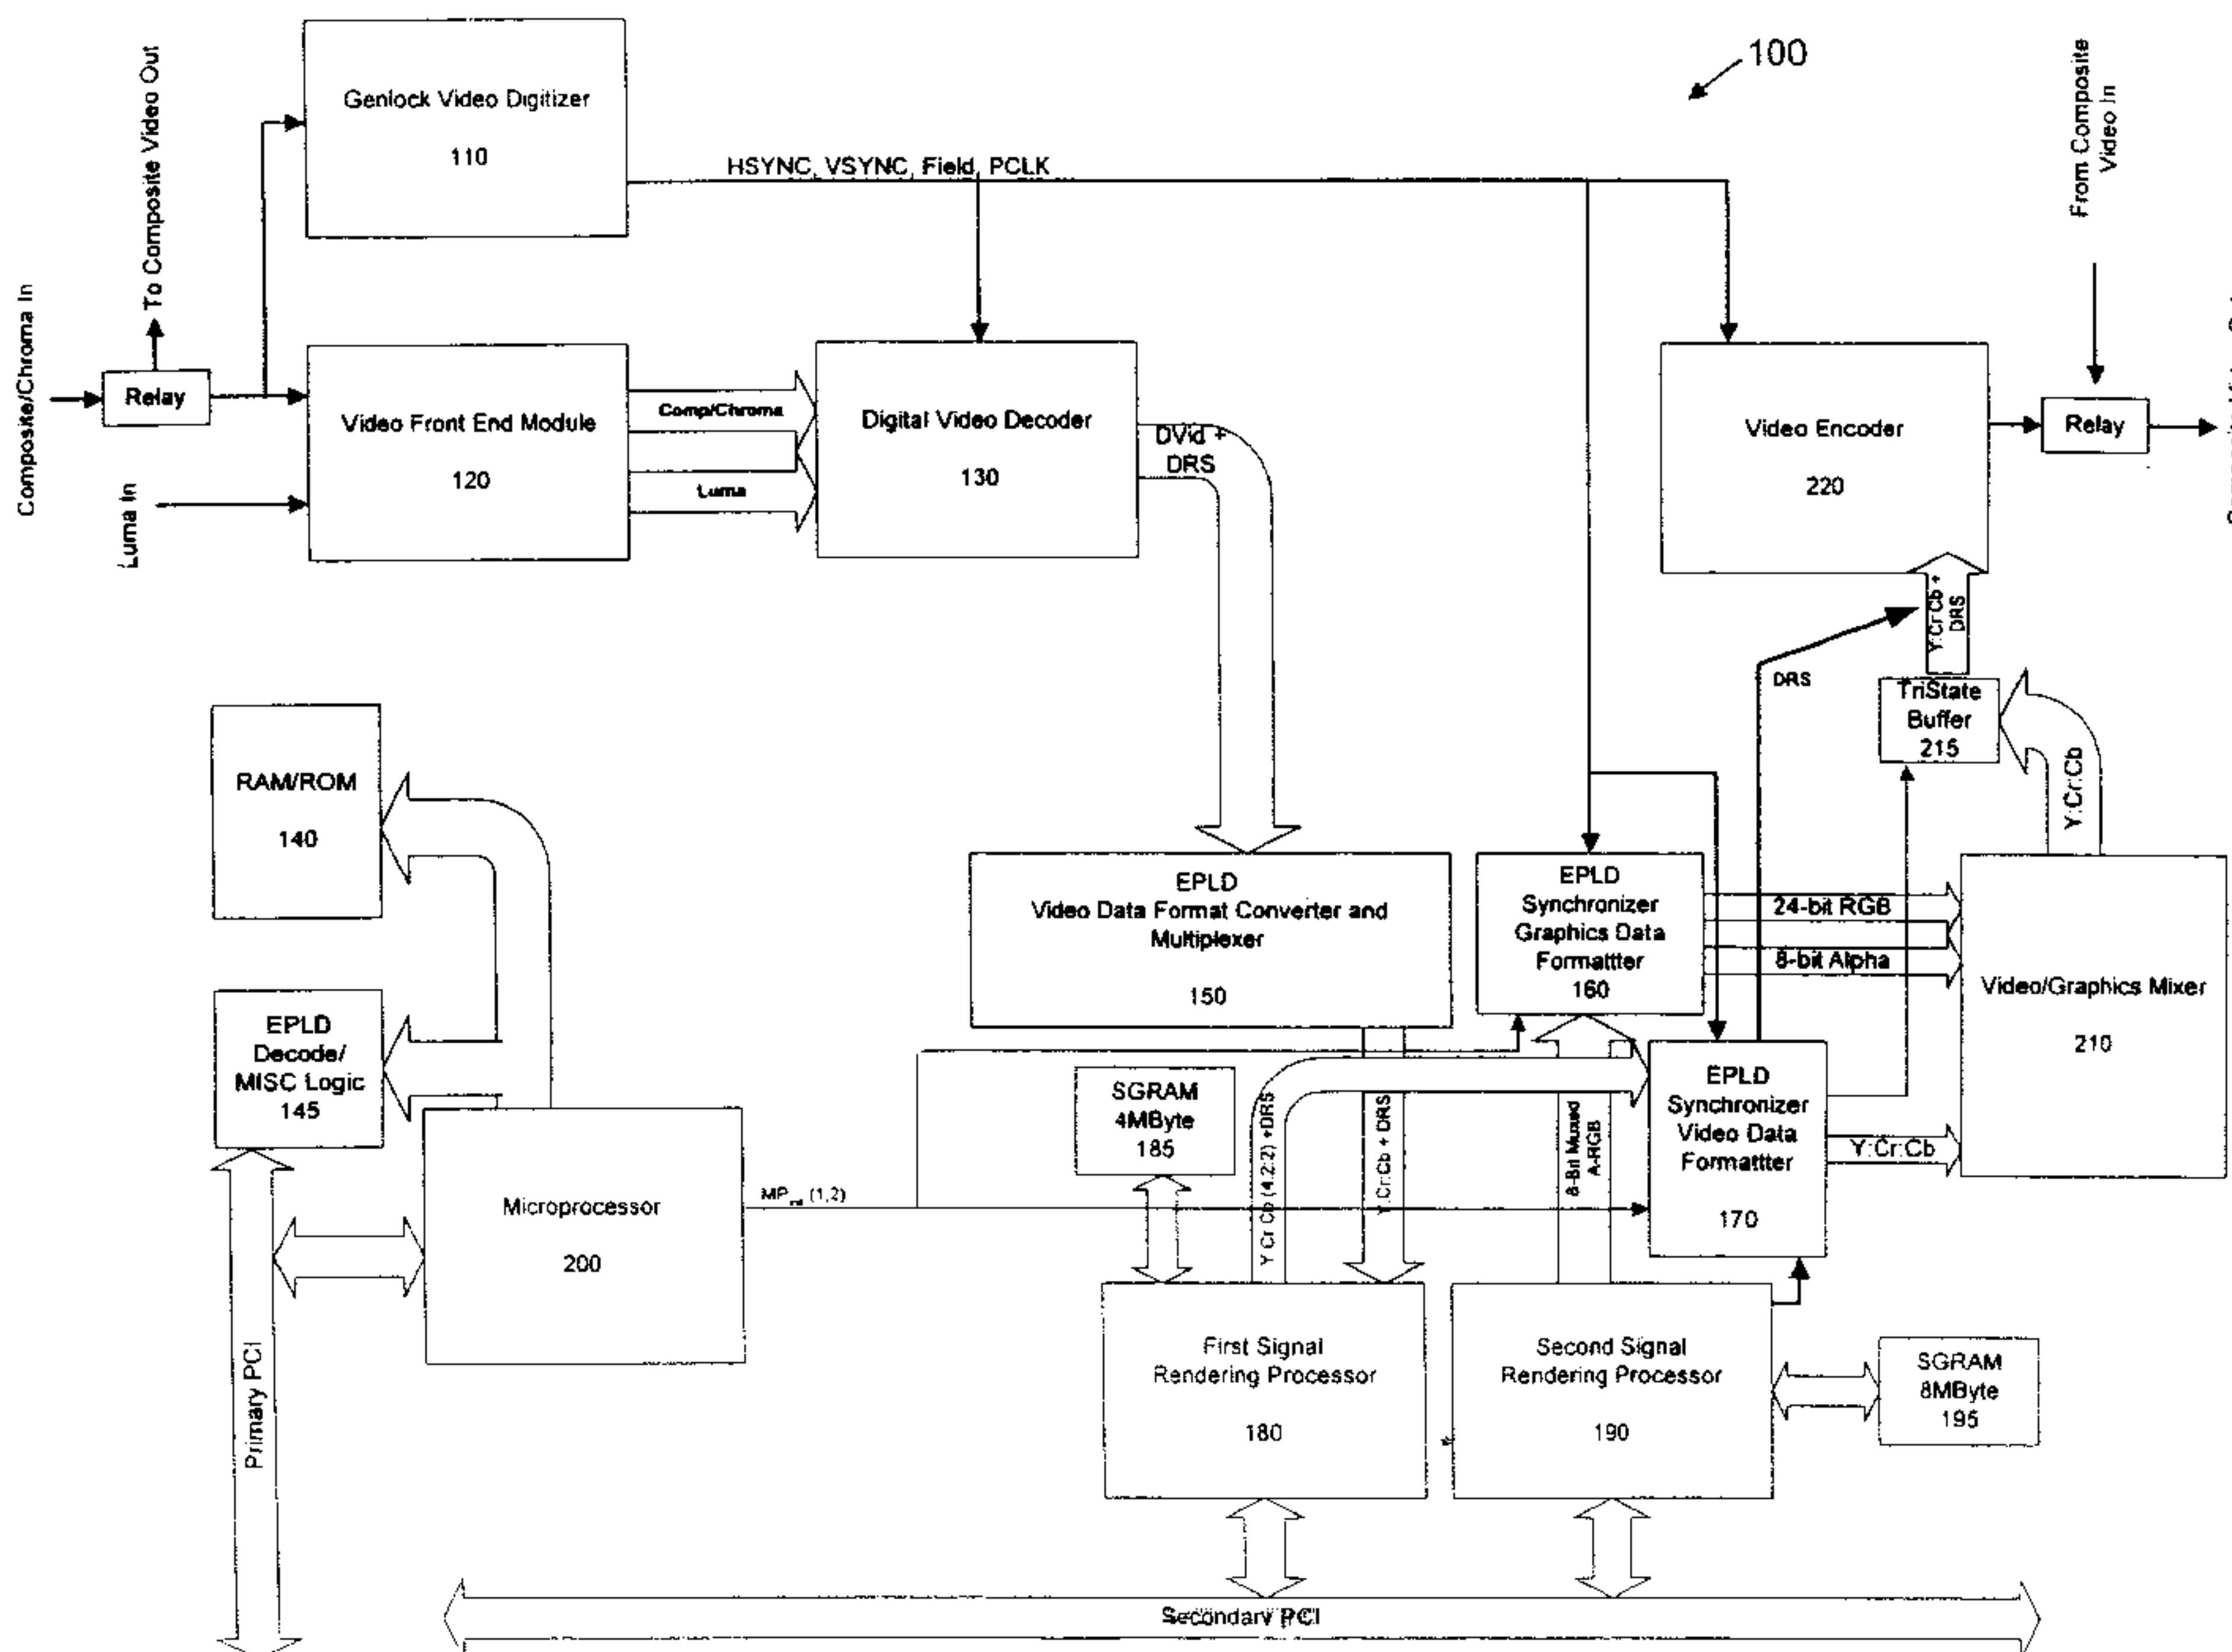 100
To Composite Video Out
Genlock Video Digitizer
110
HSYNC, VSYNC, Field, PCLK
From Composite
Video In
Composite/Chroma In
Relay
Luma In
Video Front End Module
120
Comp/Chroma
Luma
Digital Video Decoder
130
DVid +
DRS
Video Encoder
220
Relay
Y:Cr:Cb +
DRS
DRS
TriState
Buffer
215
Y:Cr:Cb
RAM/ROM
140
EPLD
Video Data Format Converter and
Multiplexer
150
EPLD
Synchronizer
Graphics Data
Formattter
160
24-bit RGB
8-bit Alpha
Video/Graphics Mixer
210
EPLD
Decode/
MISC Logic
145
SGRAM
4MByte
185
Y Cr Cb (4:2:2) +DRS
Y:Cr:Cb + DRS
8-Bit Muxed
A-RGB
EPLD
Synchronizer
Video Data
Formattter
170
Y:Cr:Cb
Microprocessor
200
MP (1,2)
Primary PCI
First Signal
Rendering Processor
180
Second Signal
Rendering Processor
190
SGRAM
8MByte
195
Secondary PCI